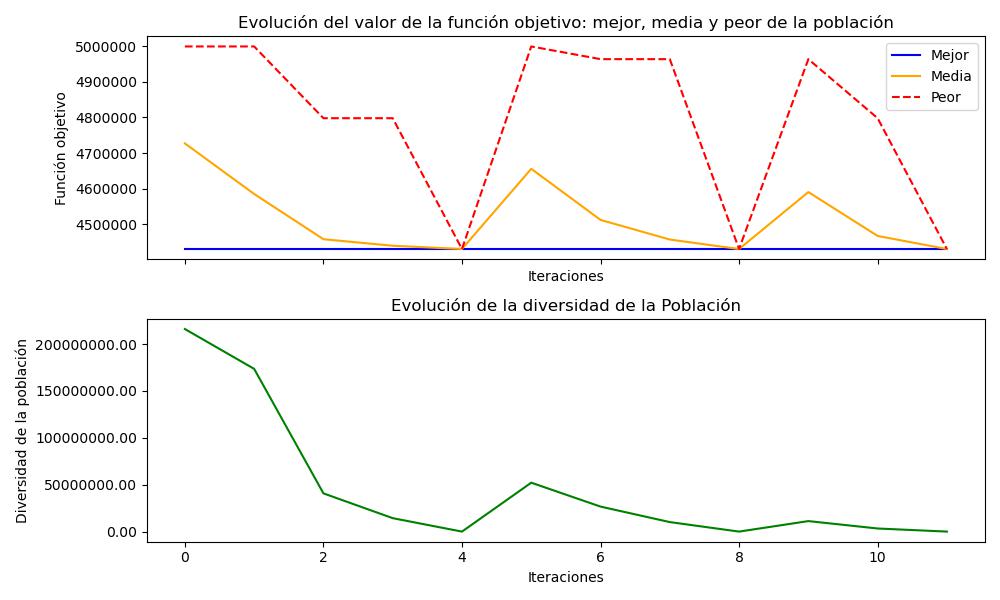 Evolución del valor de la función objetivo: mejor, media y peor de la población
5000000
4900000
4800000
4700000
4600000
4500000
Función objetivo
Mejor
Media
Peor
Iteraciones
Evolución de la diversidad de la Población
200000000.00
150000000.00
100000000.00
50000000.00
0.00
Diversidad de la población
0 2 4 6 8 10
Iteraciones